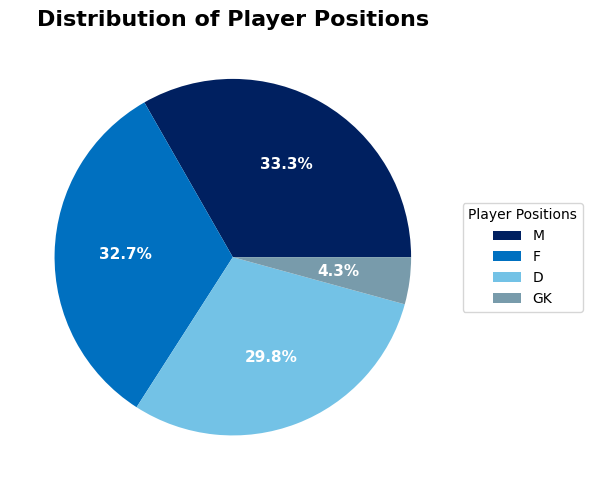 Distribution of Player Positions
33.3%
32.7%
4.3%
29.8%
Player Positions
M
F
D
GK